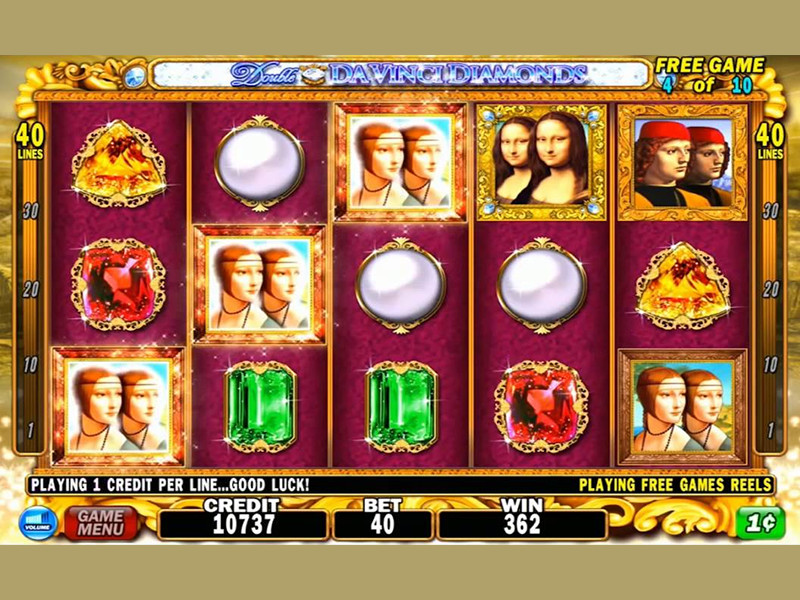 Double DA VINCI DIAMONDS
FREE GAME
4 of 10
40
LINES
30
20
10
1
40
LINES
30
20
10
1
PLAYING 1 CREDIT PER LINE...GOOD LUCK!
PLAYING FREE GAMES REELS
VOLUME
GAME
MENU
CREDIT
10737
BET
40
WIN
362
1¢